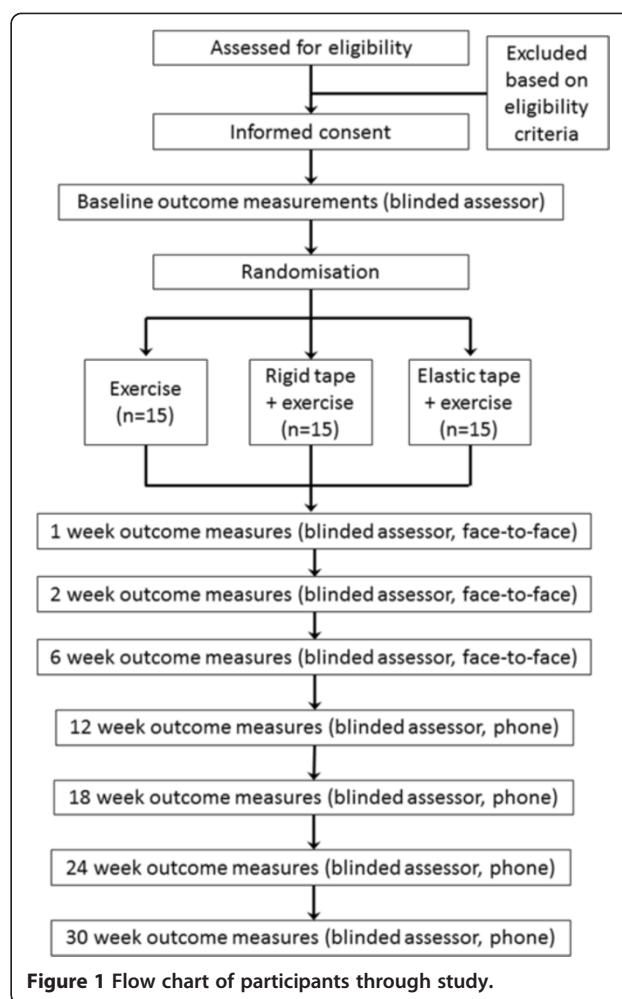 Assessed for eligibility
Excluded
based on
eligibility
criteria
Informed consent
Baseline outcome measurements (blinded assessor)
Randomisation
Exercise
(n=15)
Rigid tape
+ exercise
(n=15)
Elastic tape
+ exercise
(n=15)
1 week outcome measures (blinded assessor, face-to-face)
2 week outcome measures (blinded assessor, face-to-face)
6 week outcome measures (blinded assessor, face-to-face)
12 week outcome measures (blinded assessor, phone)
18 week outcome measures (blinded assessor, phone)
24 week outcome measures (blinded assessor, phone)
30 week outcome measures (blinded assessor, phone)
Figure 1 Flow chart of participants through study.